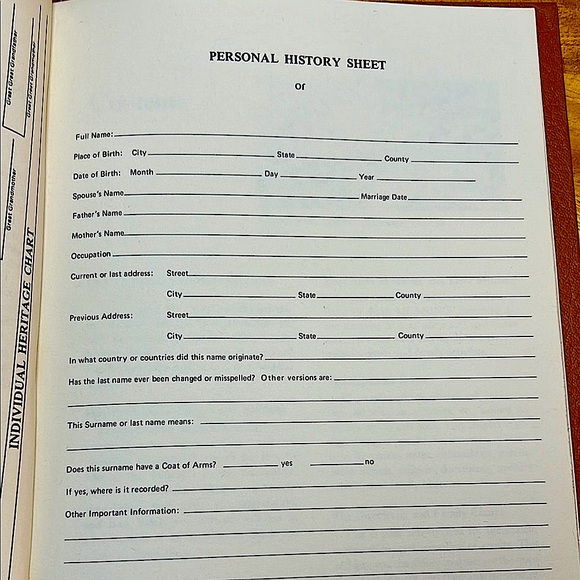 Great Great Grandfather
Great Great Grandmother
Great Grandmother
INDIVIDUAL HERITAGE CHART
PERSONAL HISTORY SHEET
Of
Full Name:
Place of Birth: City State County
Date of Birth: Month Day Year
Spouse's Name Marriage Date
Father's Name
Mother's Name
Occupation
Current or last address: Street
City State County
Previous Address: Street
City State County
In what country or countries did this name originate?
Has the last name ever been changed or misspelled? Other versions are:
This Surname or last name means:
Does this surname have a Coat of Arms? yes no
If yes, where is it recorded?
Other Important Information: